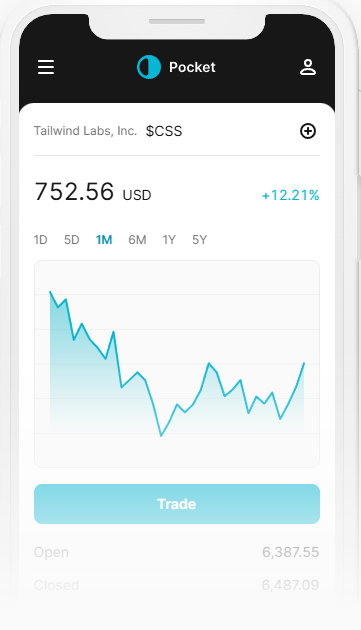 Pocket
Tailwind Labs, Inc. $CSS
752.56 USD +12.21%
1D 5D 1M 6M 1Y 5Y
Trade
Open 6,387.55
Closed 6,487.09